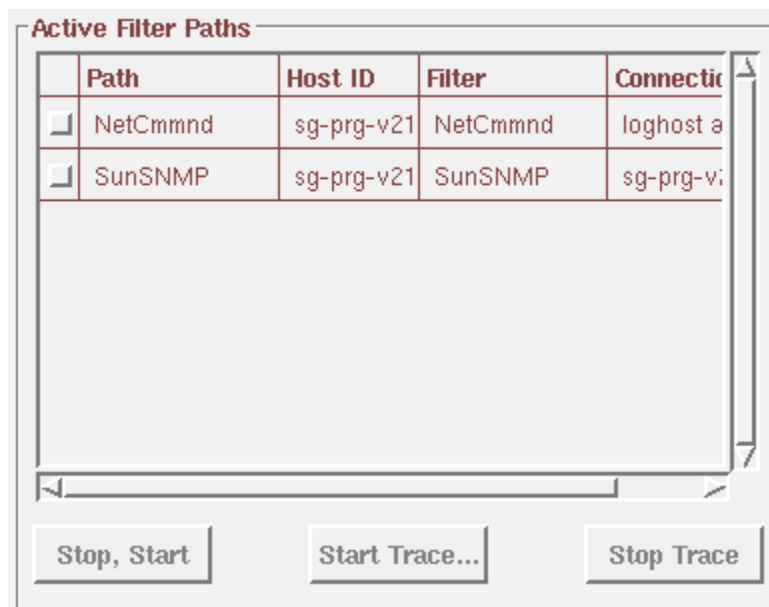 Active Filter Paths
Path Host ID Filter
NetCmmnd sg-prg-v21 NetCmmnd loghost a
SunSNMP sg-prg-v21 SunSNMP
Stop, Start Start Trace... Stop Trace